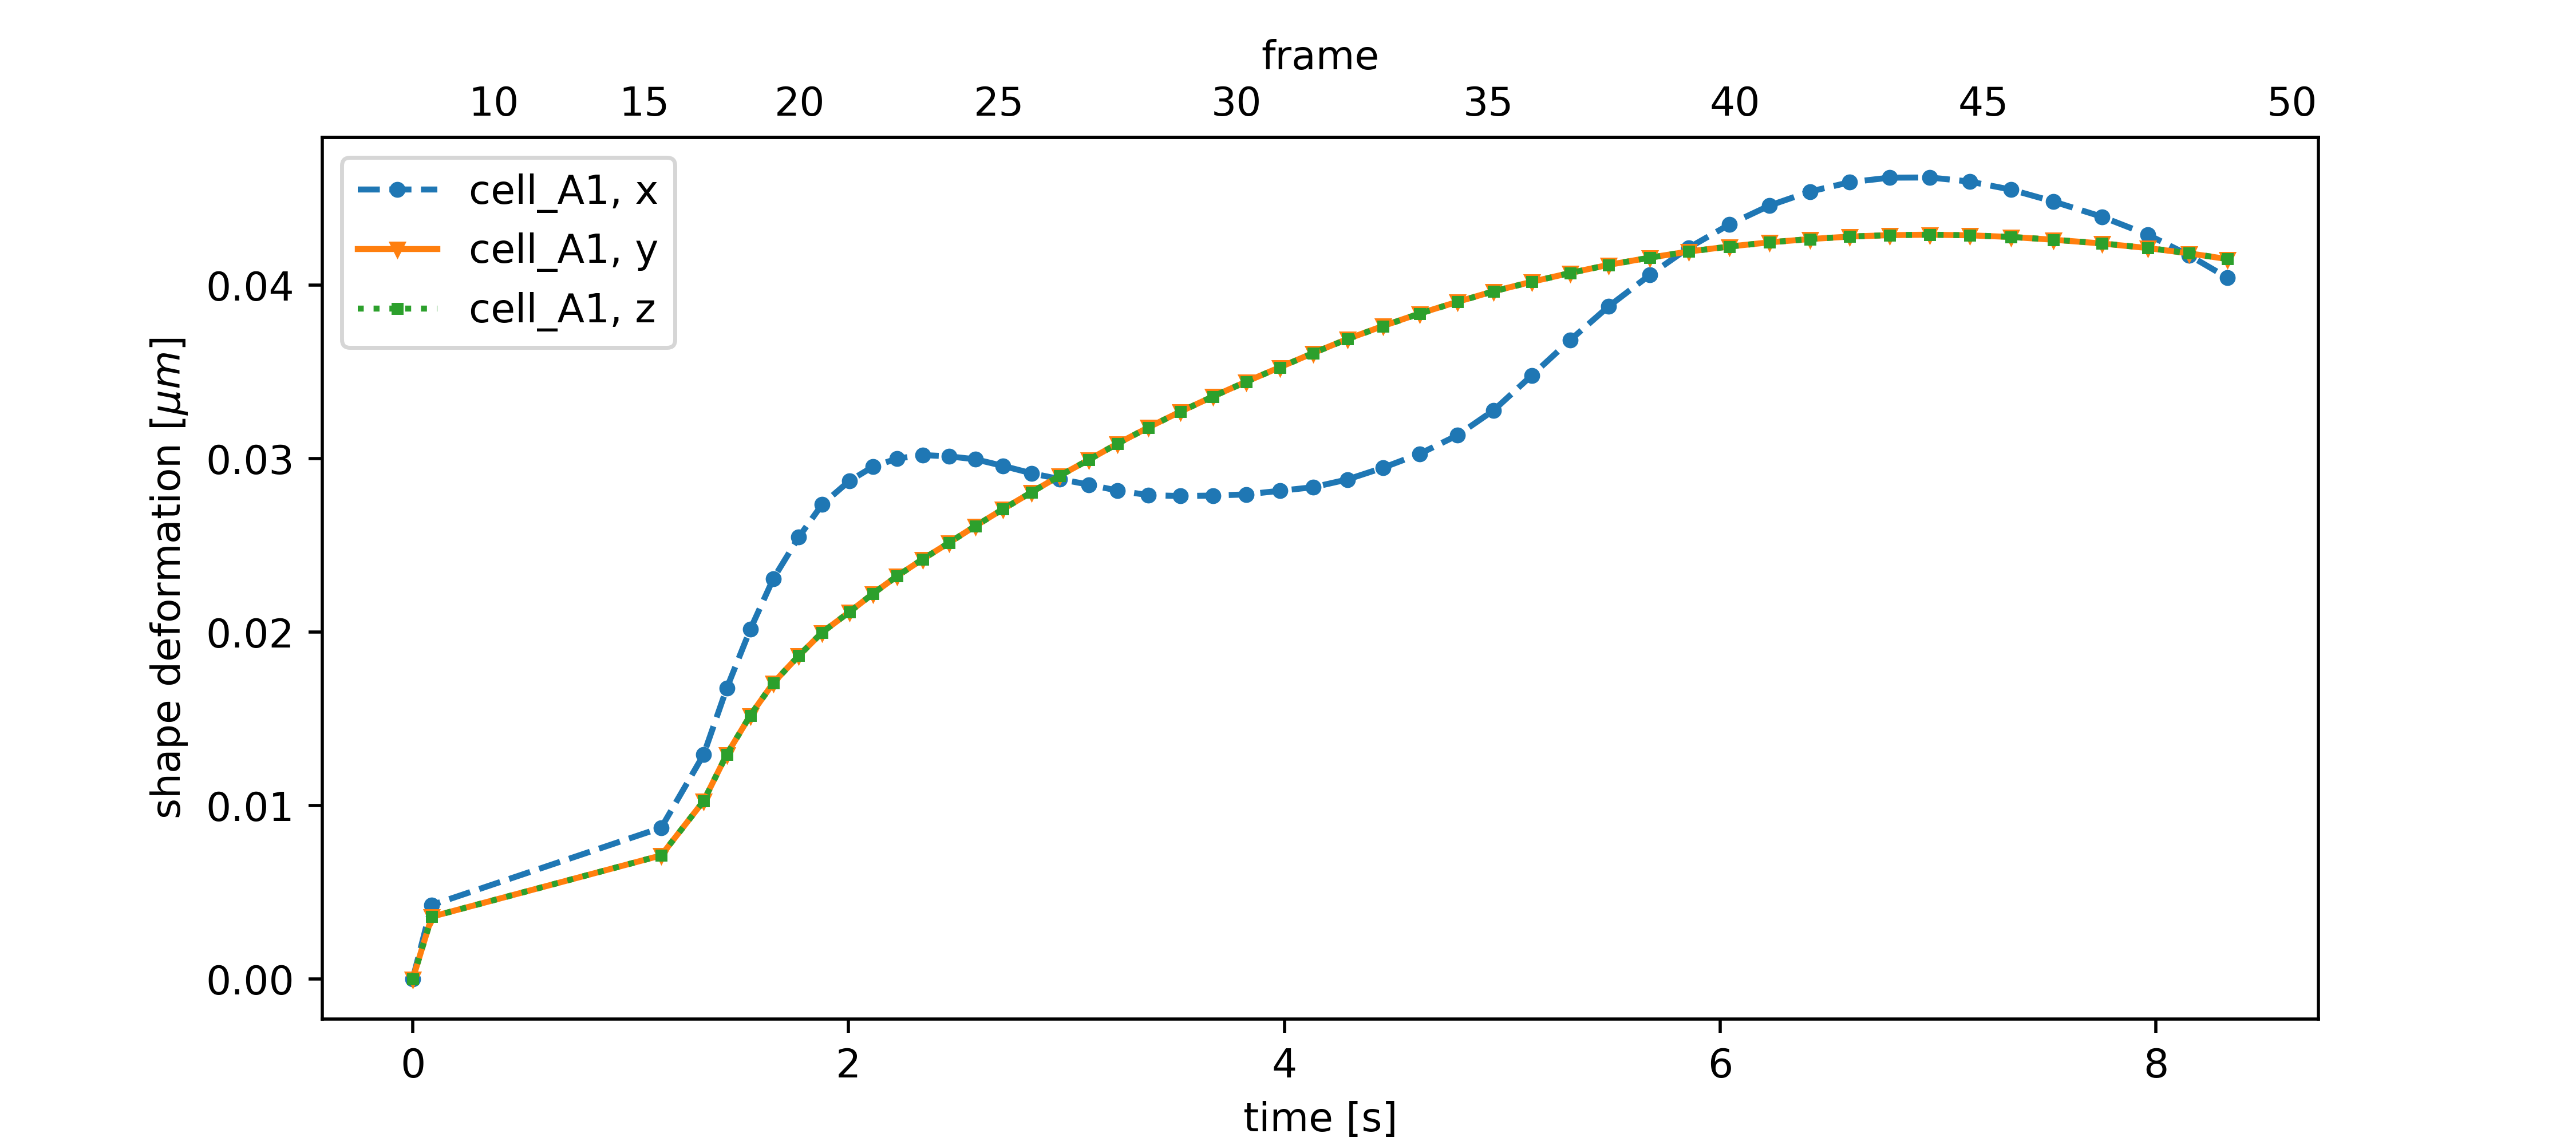 frame
10 15 20 25 30 35 40 45 50
cell_A1, x
cell_A1, y
cell_A1, z
shape deformation [μm]
0.04
0.03
0.02
0.01
0.00
0 2 4 6 8
time [s]